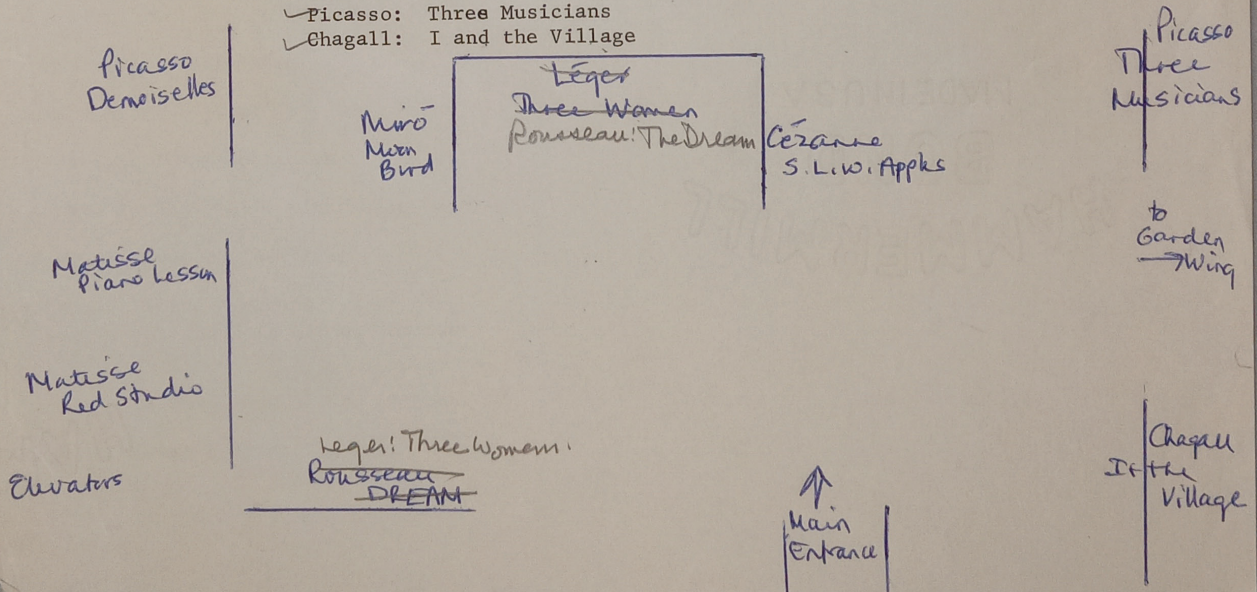 Picasso: Three Musicians
Chagall: I and the Village
Picasso
Demoiselles
Léger
Three Women
Rousseau: The Dream
Miró
Moon
Bird
Cézanne
S.L.W. Apples
Picasso
Three
Musicians
to
Garden
Wing
Matisse
Piano Lesson
Matisse
Red Studio
Leger: Three Women.
Rousseau
DREAM
Elevators
Main
Entrance
Chagall
I + the
Village